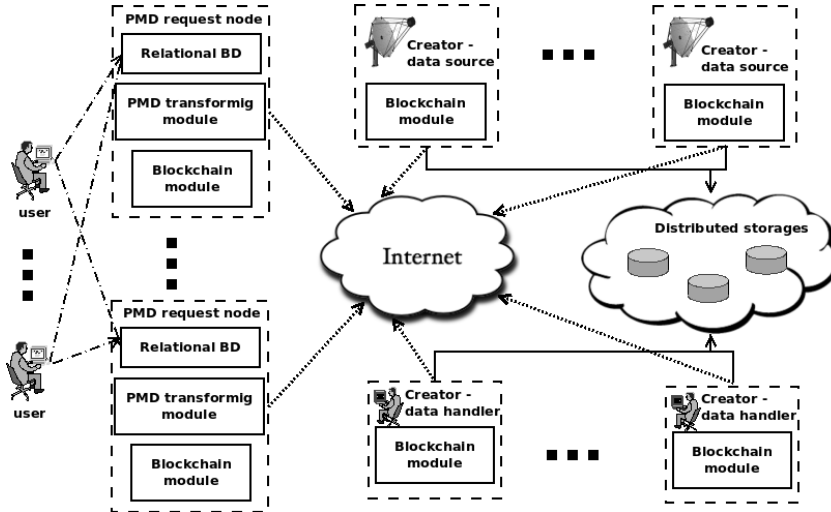 PMD request node
Relational BD
PMD transformig
module
Blockchain
module
user
PMD request node
Relational BD
PMD transformig
module
Blockchain
module
user
Creator -
data source
Blockchain
module
Creator -
data source
Blockchain
module
Internet
Distributed storages
Creator -
data handler
Blockchain
module
Creator -
data handler
Blockchain
module